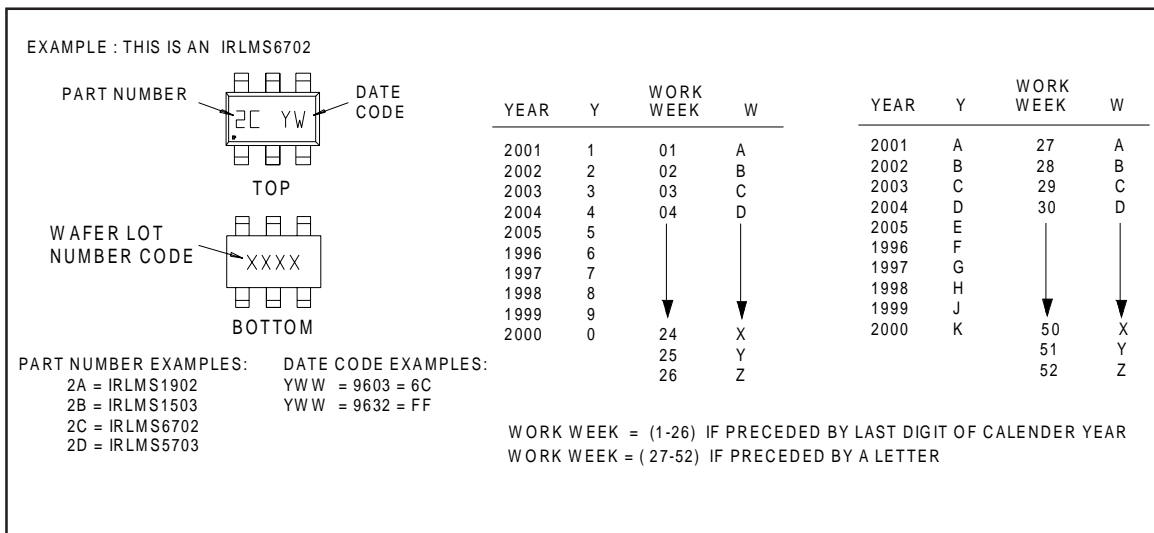 EXAMPLE : THIS IS AN IRLMS6702
PART NUMBER
DATE
CODE
2C YW
TOP
WAFER LOT
NUMBER CODE
XXXX
BOTTOM
PART NUMBER EXAMPLES:
2A = IRLMS1902
2B = IRLMS1503
2C = IRLMS6702
2D = IRLMS5703
DATE CODE EXAMPLES:
YWW = 9603 = 6C
YWW = 9632 = FF
WORK
YEAR Y WEEK W
2001 1 01 A
2002 2 02 B
2003 3 03 C
2004 4 04 D
2005 5
1996 6
1997 7
1998 8
1999 9
2000 0 24 X
25 Y
26 Z
WORK
YEAR Y WEEK W
2001 A 27 A
2002 B 28 B
2003 C 29 C
2004 D 30 D
2005 E
1996 F
1997 G
1998 H
1999 J
2000 K 50 X
51 Y
52 Z
WORK WEEK = (1-26) IF PRECEDED BY LAST DIGIT OF CALENDER YEAR
WORK WEEK = (27-52) IF PRECEDED BY A LETTER